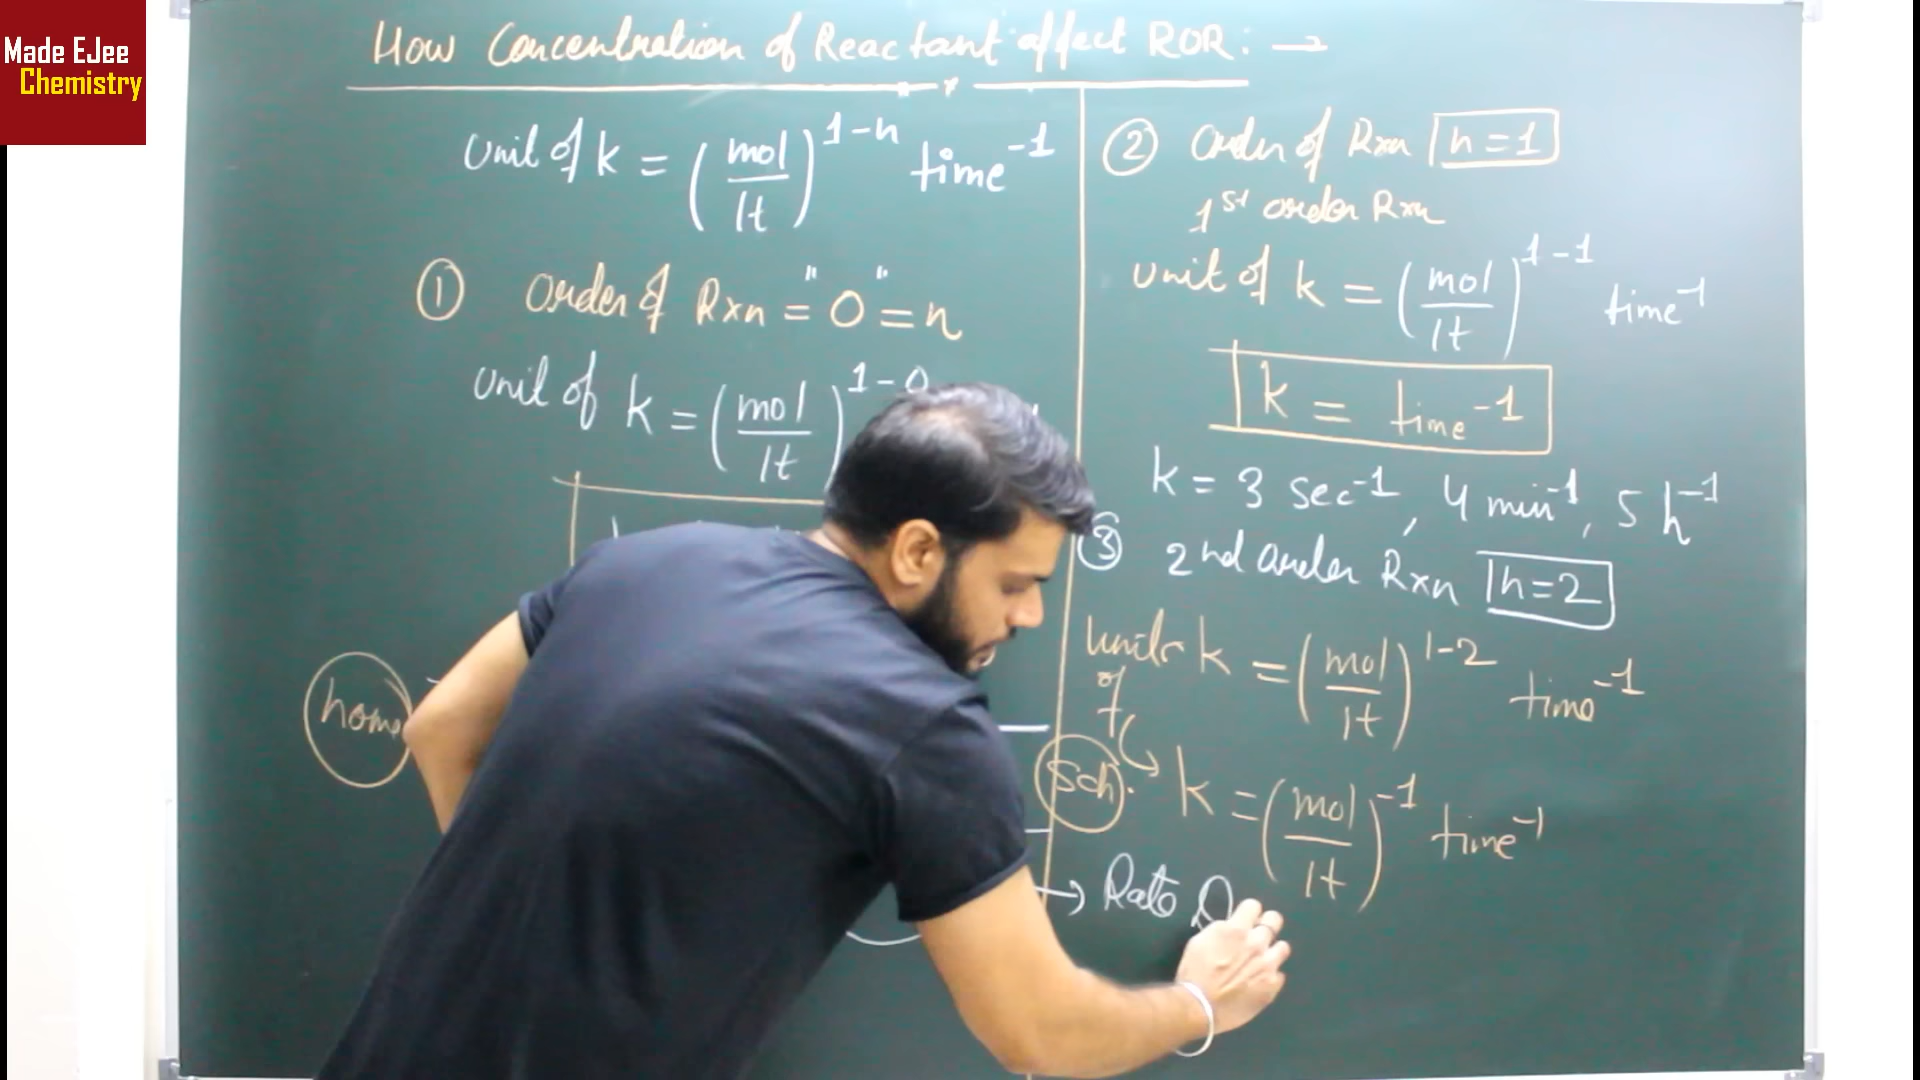 Made EJee
Chemistry
How Concentration of Reactant affect ROR: →
Unit of k = (mol/lt)^1-n time^-1
① Order of Rxn = "0" = n
Unit of k = (mol/lt)^1-0
home
② Order of Rxn n=1
1st order Rxn
Unit of k = (mol/lt)^1-1 time^-1
k = time^-1
k = 3 sec^-1, 4 min^-1, 5 h^-1
③ 2nd order Rxn n=2
Units of k = (mol/lt)^1-2 time^-1
Sch. k = (mol/lt)^-1 time^-1
→ Rate